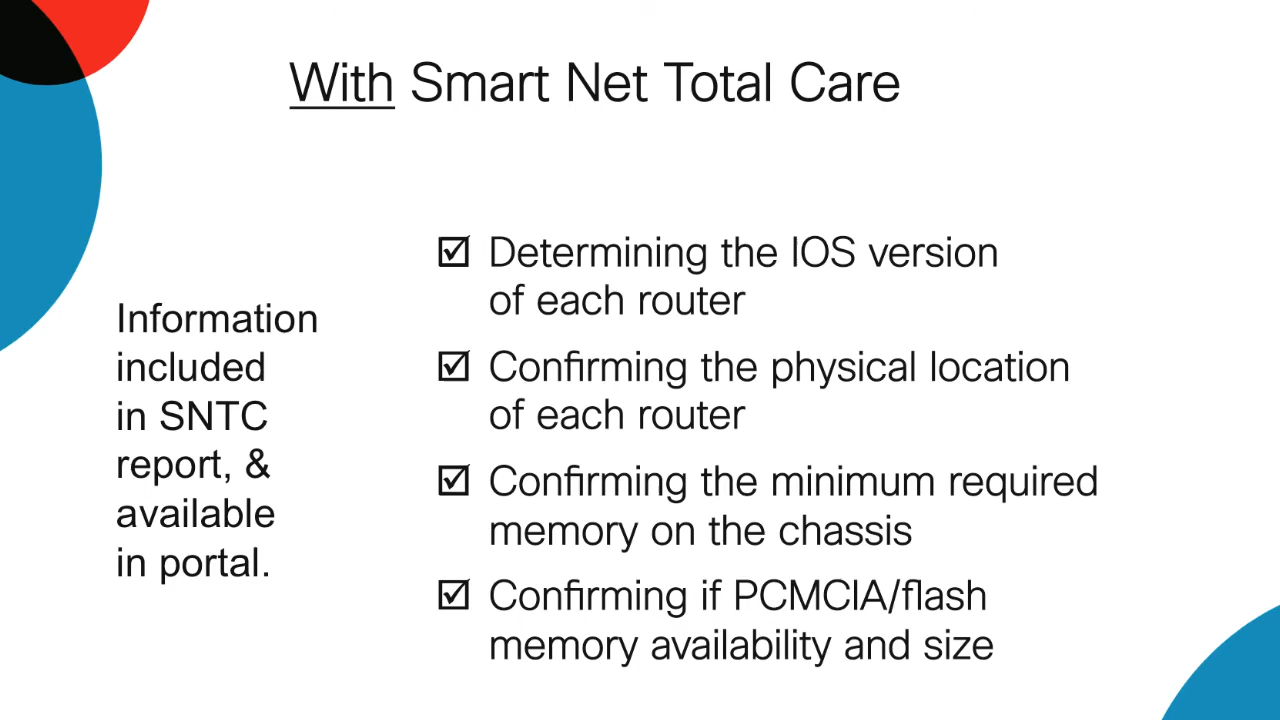 With Smart Net Total Care
Information
included
in SNTC
report, &
available
in portal.
☑ Determining the IOS version
of each router
☑ Confirming the physical location
of each router
☑ Confirming the minimum required
memory on the chassis
☑ Confirming if PCMCIA/flash
memory availability and size